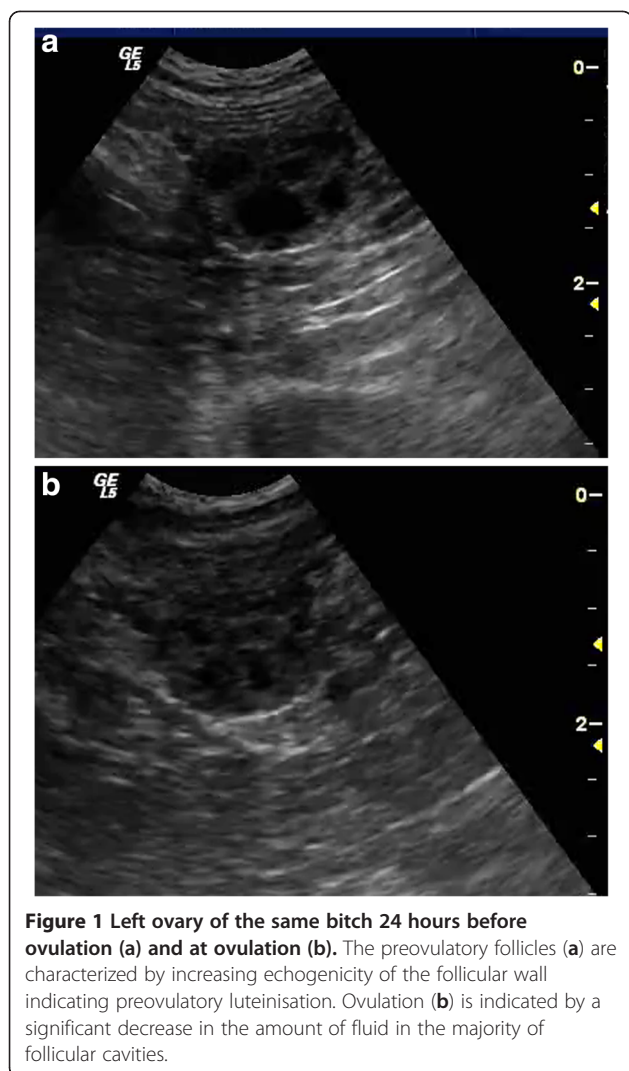 a
GE
L5
0
2
b
GE
L5
0
2
Figure 1 Left ovary of the same bitch 24 hours before
ovulation (a) and at ovulation (b). The preovulatory follicles (a) are
characterized by increasing echogenicity of the follicular wall
indicating preovulatory luteinisation. Ovulation (b) is indicated by a
significant decrease in the amount of fluid in the majority of
follicular cavities.